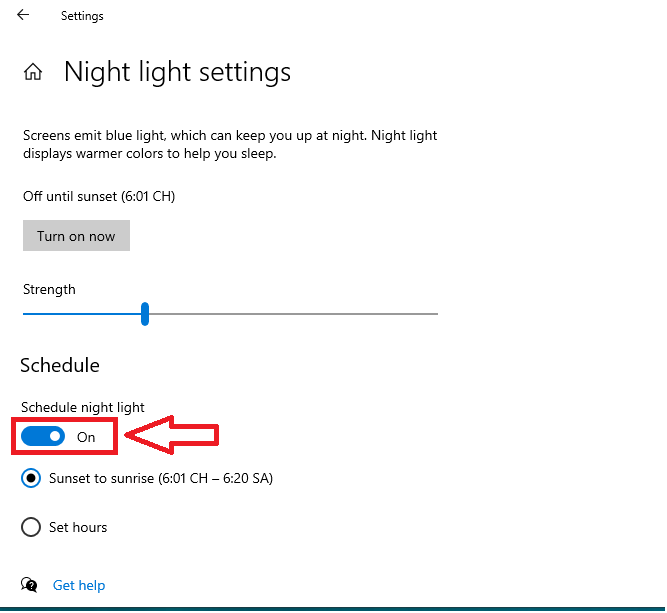 Settings
Night light settings
Screens emit blue light, which can keep you up at night. Night light
displays warmer colors to help you sleep.
Off until sunset (6:01 CH)
Turn on now
Strength
Schedule
Schedule night light
On
Sunset to sunrise (6:01 CH – 6:20 SA)
Set hours
Get help